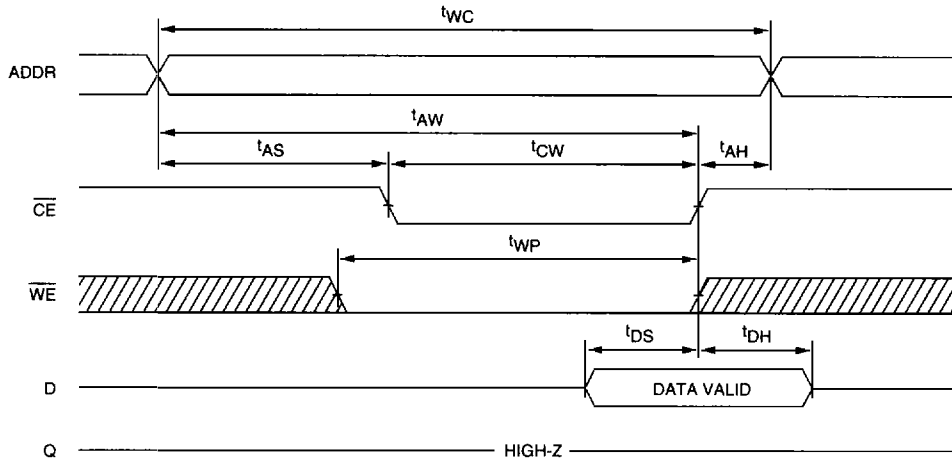 tWC
ADDR
tAW
tAS tCW tAH
CE
tWP
WE
tDS tDH
D DATA VALID
Q HIGH-Z